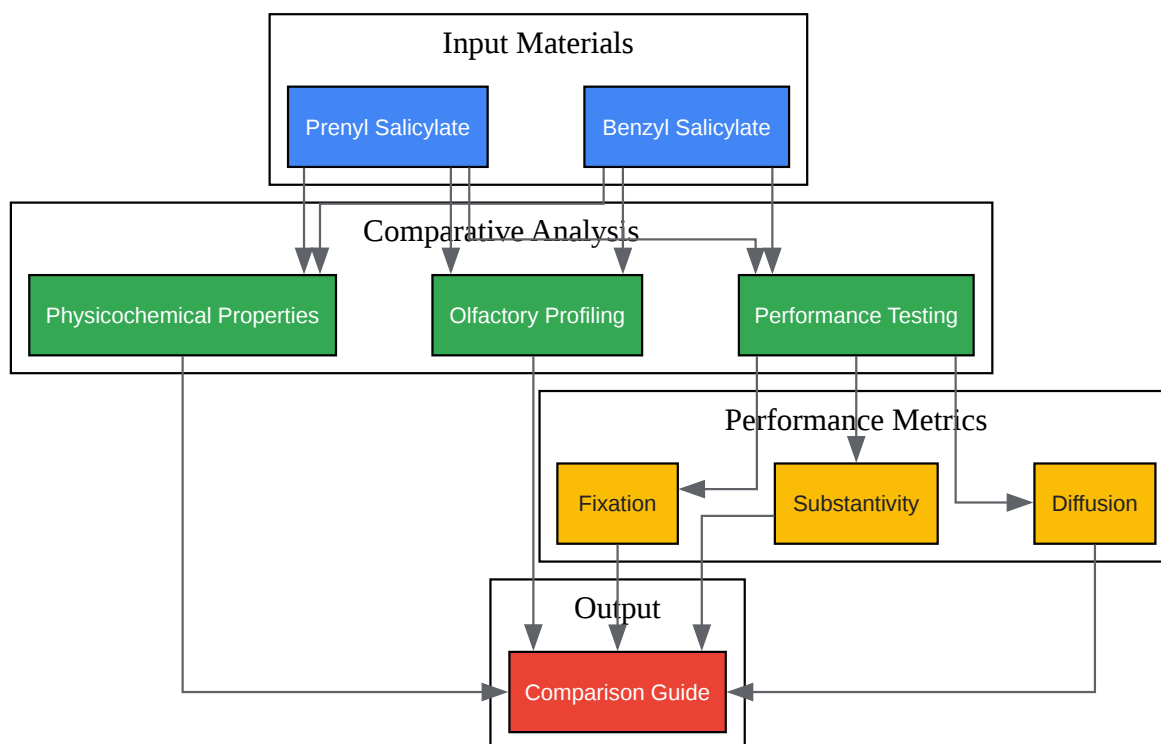 Input Materials
Prenyl Salicylate
Benzyl Salicylate
Comparative Analysis
Physicochemical Properties
Olfactory Profiling
Performance Testing
Performance Metrics
Fixation
Substantivity
Diffusion
Output
Comparison Guide